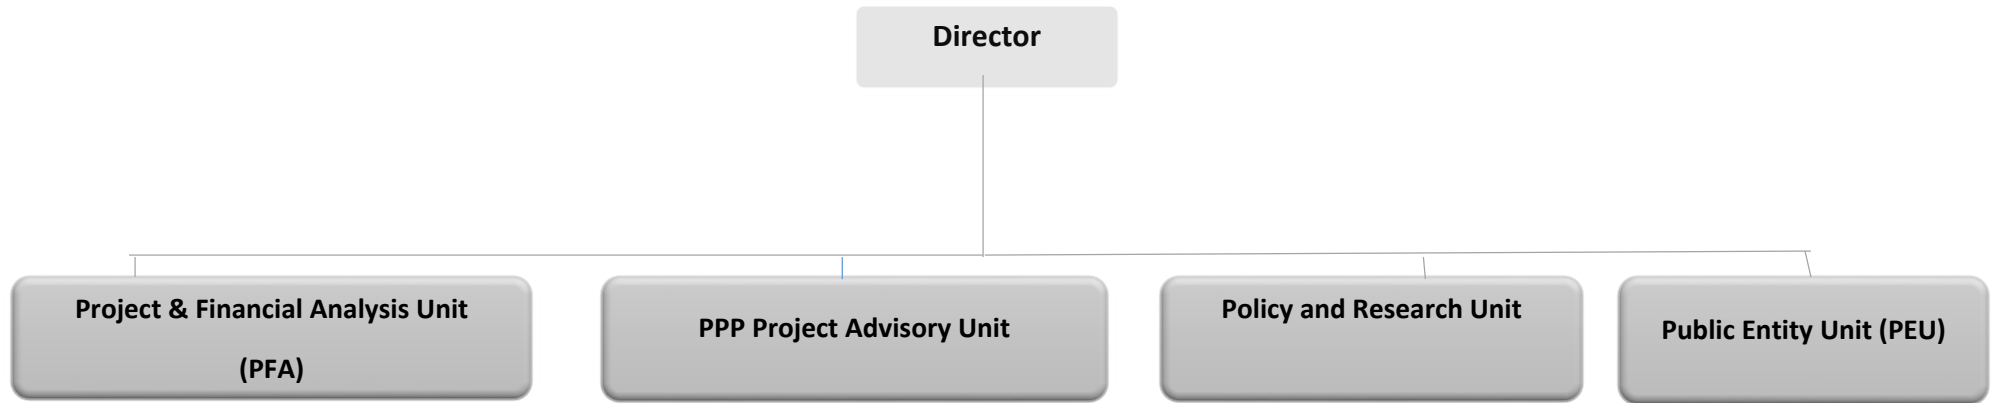 Director
Project & Financial Analysis Unit
(PFA)
PPP Project Advisory Unit
Policy and Research Unit
Public Entity Unit (PEU)